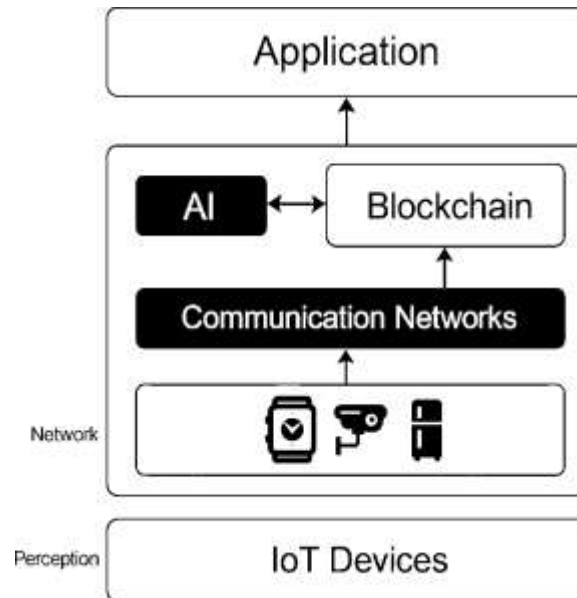 Application
AI
Blockchain
Communication Networks
Network
Perception
IoT Devices